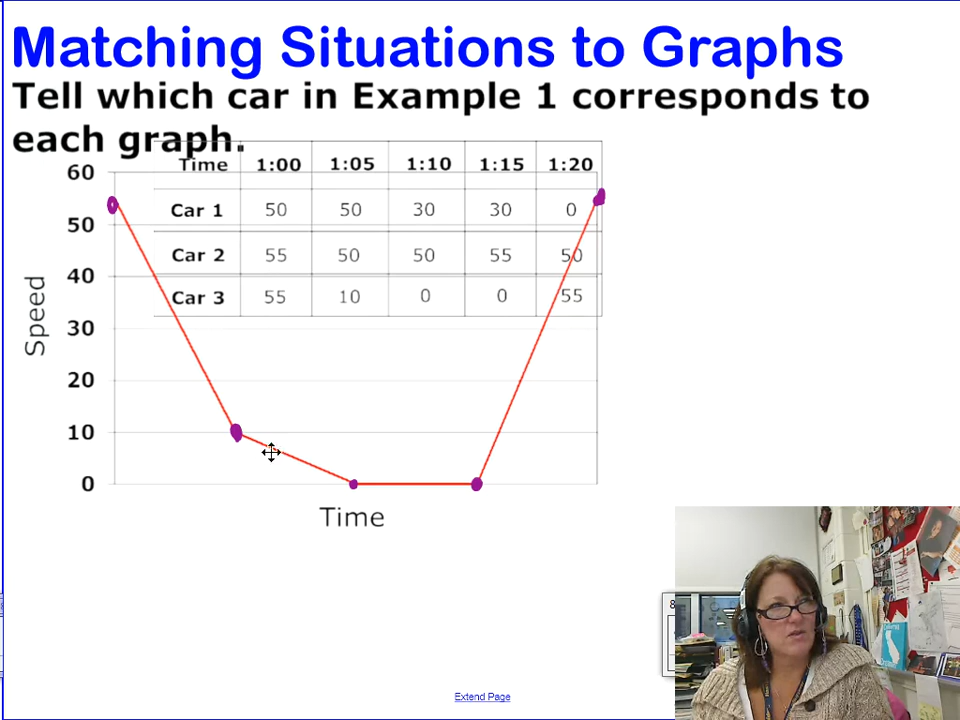 Matching Situations to Graphs
Tell which car in Example 1 corresponds to
each graph.
Time 1:00 1:05 1:10 1:15 1:20
Car 1 50 50 30 30 0
Car 2 55 50 50 55 50
Car 3 55 10 0 0 55
60
50
40
30
20
10
0
Speed
Time
8
Extend Page